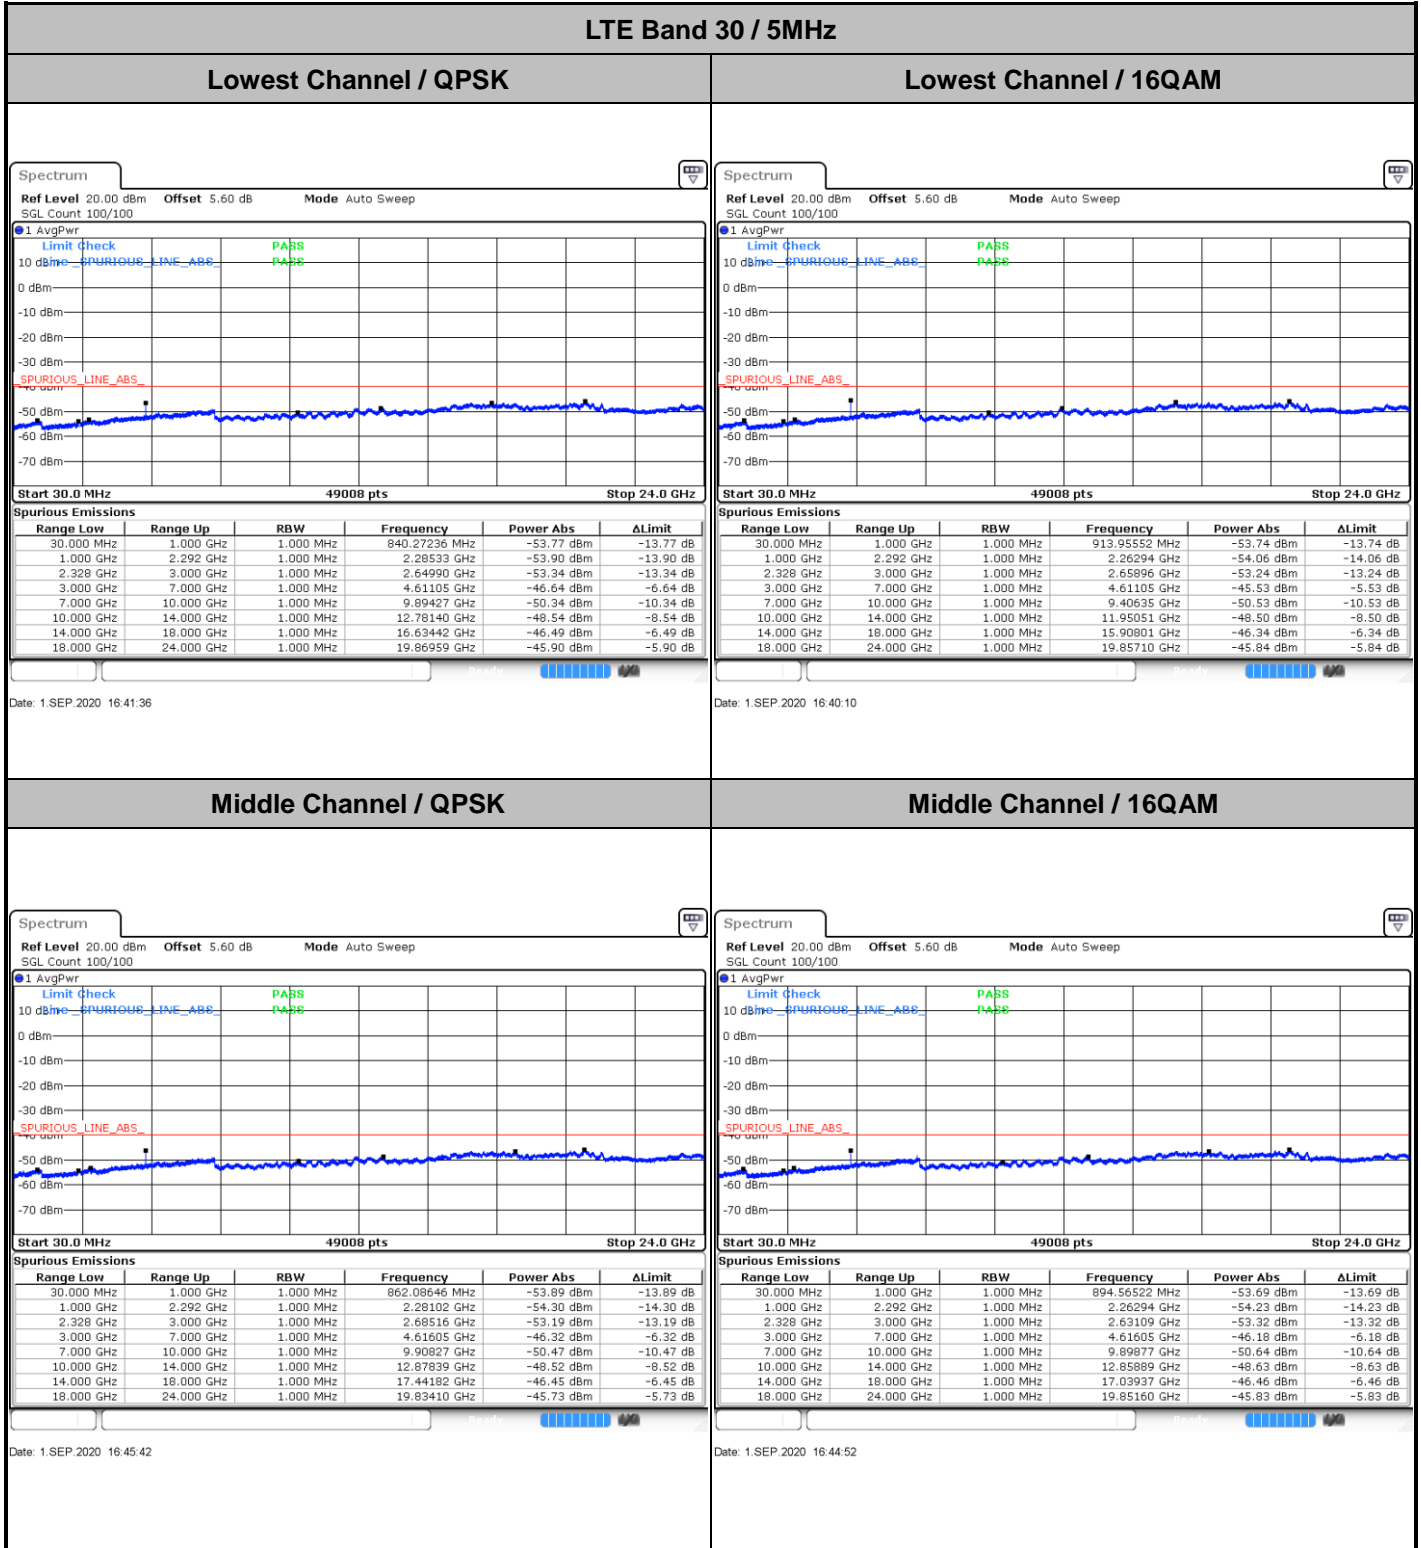 LTE Band 30 / 5MHz
Lowest Channel / QPSK
Lowest Channel / 16QAM
Spectrum
Ref Level 20.00 dBm Offset 5.60 dB Mode Auto Sweep
SGL Count 100/100
1 AvgPwr
Limit Check PASS
10 dBm
Line _SPURIOUS_LINE_ABS_ PASS
0 dBm
-10 dBm
-20 dBm
-30 dBm
_SPURIOUS_LINE_ABS_
-40 dBm
-50 dBm
-60 dBm
-70 dBm
Start 30.0 MHz 49008 pts Stop 24.0 GHz
Spurious Emissions
Range Low Range Up RBW Frequency Power Abs ΔLimit
30.000 MHz 1.000 GHz 1.000 MHz 840.27236 MHz -53.77 dBm -13.77 dB
1.000 GHz 2.292 GHz 1.000 MHz 2.28533 GHz -53.90 dBm -13.90 dB
2.328 GHz 3.000 GHz 1.000 MHz 2.64990 GHz -53.34 dBm -13.34 dB
3.000 GHz 7.000 GHz 1.000 MHz 4.61105 GHz -46.64 dBm -6.64 dB
7.000 GHz 10.000 GHz 1.000 MHz 9.89427 GHz -50.34 dBm -10.34 dB
10.000 GHz 14.000 GHz 1.000 MHz 12.78140 GHz -48.54 dBm -8.54 dB
14.000 GHz 18.000 GHz 1.000 MHz 16.63442 GHz -46.49 dBm -6.49 dB
18.000 GHz 24.000 GHz 1.000 MHz 19.86959 GHz -45.90 dBm -5.90 dB
Date: 1.SEP.2020 16:41:36
Spectrum
Ref Level 20.00 dBm Offset 5.60 dB Mode Auto Sweep
SGL Count 100/100
1 AvgPwr
Limit Check PASS
10 dBm
Line _SPURIOUS_LINE_ABS_ PASS
0 dBm
-10 dBm
-20 dBm
-30 dBm
_SPURIOUS_LINE_ABS_
-40 dBm
-50 dBm
-60 dBm
-70 dBm
Start 30.0 MHz 49008 pts Stop 24.0 GHz
Spurious Emissions
Range Low Range Up RBW Frequency Power Abs ΔLimit
30.000 MHz 1.000 GHz 1.000 MHz 913.95552 MHz -53.74 dBm -13.74 dB
1.000 GHz 2.292 GHz 1.000 MHz 2.26294 GHz -54.06 dBm -14.06 dB
2.328 GHz 3.000 GHz 1.000 MHz 2.65896 GHz -53.24 dBm -13.24 dB
3.000 GHz 7.000 GHz 1.000 MHz 4.61105 GHz -45.53 dBm -5.53 dB
7.000 GHz 10.000 GHz 1.000 MHz 9.40635 GHz -50.53 dBm -10.53 dB
10.000 GHz 14.000 GHz 1.000 MHz 11.95051 GHz -48.50 dBm -8.50 dB
14.000 GHz 18.000 GHz 1.000 MHz 15.90801 GHz -46.34 dBm -6.34 dB
18.000 GHz 24.000 GHz 1.000 MHz 19.85710 GHz -45.84 dBm -5.84 dB
Date: 1.SEP.2020 16:40:10
Middle Channel / QPSK
Middle Channel / 16QAM
Spectrum
Ref Level 20.00 dBm Offset 5.60 dB Mode Auto Sweep
SGL Count 100/100
1 AvgPwr
Limit Check PASS
10 dBm
Line _SPURIOUS_LINE_ABS_ PASS
0 dBm
-10 dBm
-20 dBm
-30 dBm
_SPURIOUS_LINE_ABS_
-40 dBm
-50 dBm
-60 dBm
-70 dBm
Start 30.0 MHz 49008 pts Stop 24.0 GHz
Spurious Emissions
Range Low Range Up RBW Frequency Power Abs ΔLimit
30.000 MHz 1.000 GHz 1.000 MHz 862.08646 MHz -53.89 dBm -13.89 dB
1.000 GHz 2.292 GHz 1.000 MHz 2.28102 GHz -54.30 dBm -14.30 dB
2.328 GHz 3.000 GHz 1.000 MHz 2.68516 GHz -53.19 dBm -13.19 dB
3.000 GHz 7.000 GHz 1.000 MHz 4.61605 GHz -46.32 dBm -6.32 dB
7.000 GHz 10.000 GHz 1.000 MHz 9.90827 GHz -50.47 dBm -10.47 dB
10.000 GHz 14.000 GHz 1.000 MHz 12.87839 GHz -48.52 dBm -8.52 dB
14.000 GHz 18.000 GHz 1.000 MHz 17.44182 GHz -46.45 dBm -6.45 dB
18.000 GHz 24.000 GHz 1.000 MHz 19.83410 GHz -45.73 dBm -5.73 dB
Date: 1.SEP.2020 16:45:42
Spectrum
Ref Level 20.00 dBm Offset 5.60 dB Mode Auto Sweep
SGL Count 100/100
1 AvgPwr
Limit Check PASS
10 dBm
Line _SPURIOUS_LINE_ABS_ PASS
0 dBm
-10 dBm
-20 dBm
-30 dBm
_SPURIOUS_LINE_ABS_
-40 dBm
-50 dBm
-60 dBm
-70 dBm
Start 30.0 MHz 49008 pts Stop 24.0 GHz
Spurious Emissions
Range Low Range Up RBW Frequency Power Abs ΔLimit
30.000 MHz 1.000 GHz 1.000 MHz 894.56522 MHz -53.69 dBm -13.69 dB
1.000 GHz 2.292 GHz 1.000 MHz 2.26294 GHz -54.23 dBm -14.23 dB
2.328 GHz 3.000 GHz 1.000 MHz 2.63109 GHz -53.32 dBm -13.32 dB
3.000 GHz 7.000 GHz 1.000 MHz 4.61605 GHz -46.18 dBm -6.18 dB
7.000 GHz 10.000 GHz 1.000 MHz 9.89877 GHz -50.64 dBm -10.64 dB
10.000 GHz 14.000 GHz 1.000 MHz 12.85889 GHz -48.63 dBm -8.63 dB
14.000 GHz 18.000 GHz 1.000 MHz 17.03937 GHz -46.46 dBm -6.46 dB
18.000 GHz 24.000 GHz 1.000 MHz 19.85160 GHz -45.83 dBm -5.83 dB
Date: 1.SEP.2020 16:44:52